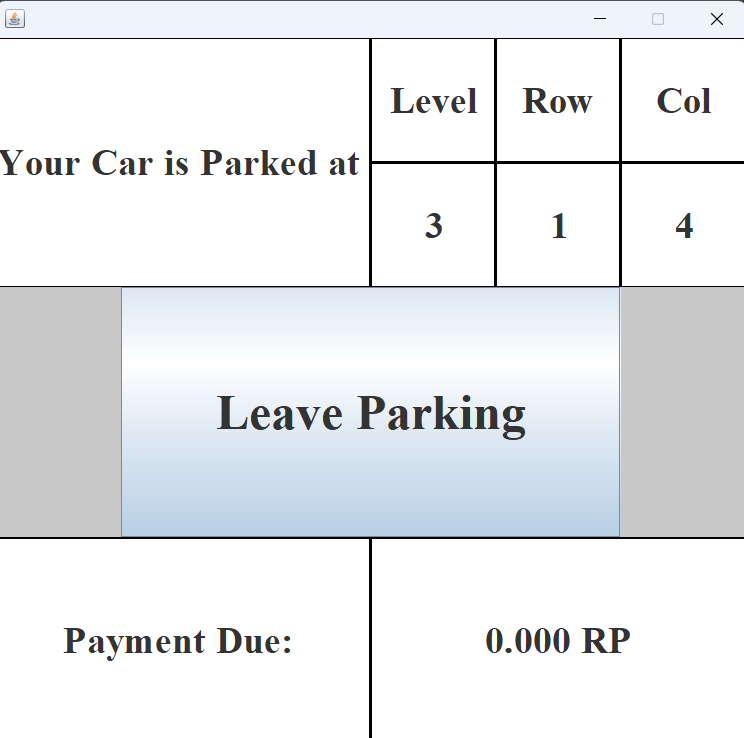 Level Row Col
Your Car is Parked at
3 1 4
Leave Parking
Payment Due: 0.000 RP